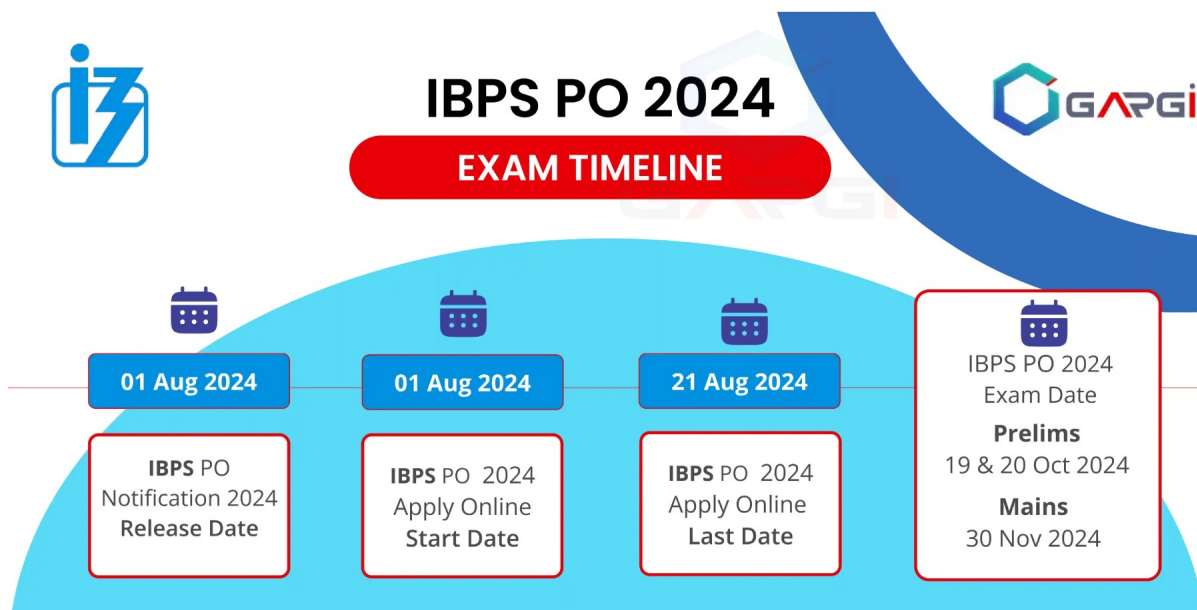 IBPS PO 2024
EXAM TIMELINE
GARGI
GARGI
01 Aug 2024
IBPS PO
Notification 2024
Release Date
01 Aug 2024
IBPS PO 2024
Apply Online
Start Date
21 Aug 2024
IBPS PO 2024
Apply Online
Last Date
IBPS PO 2024
Exam Date
Prelims
19 & 20 Oct 2024
Mains
30 Nov 2024